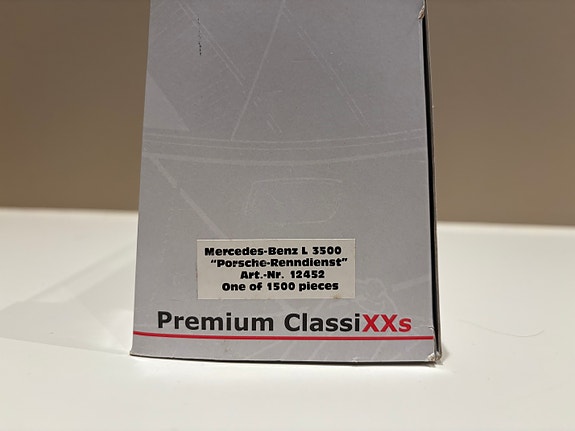 Mercedes-Benz L 3500
"Porsche-Renndienst"
Art.-Nr. 12452
One of 1500 pieces
Premium ClassiXXs